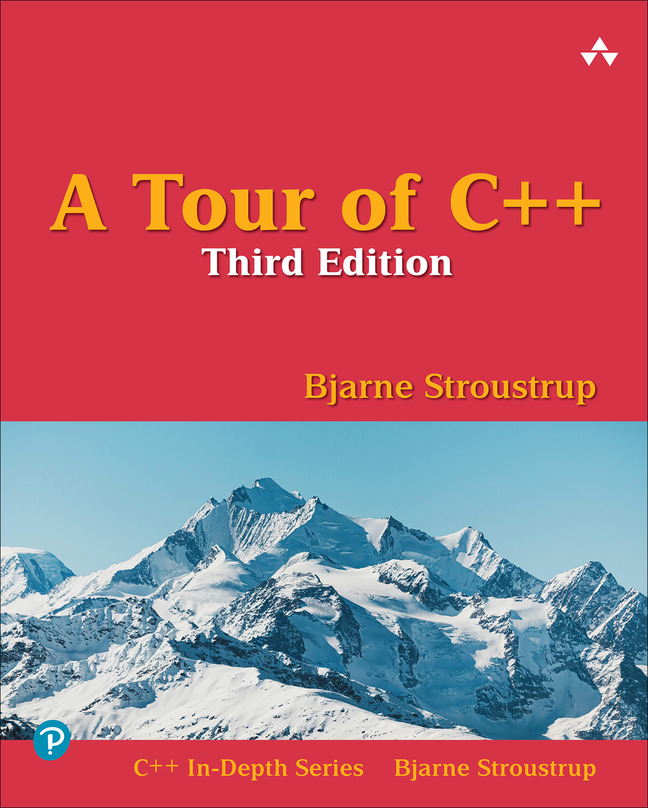 A Tour of C++
Third Edition
Bjarne Stroustrup
P
C++ In-Depth Series Bjarne Stroustrup